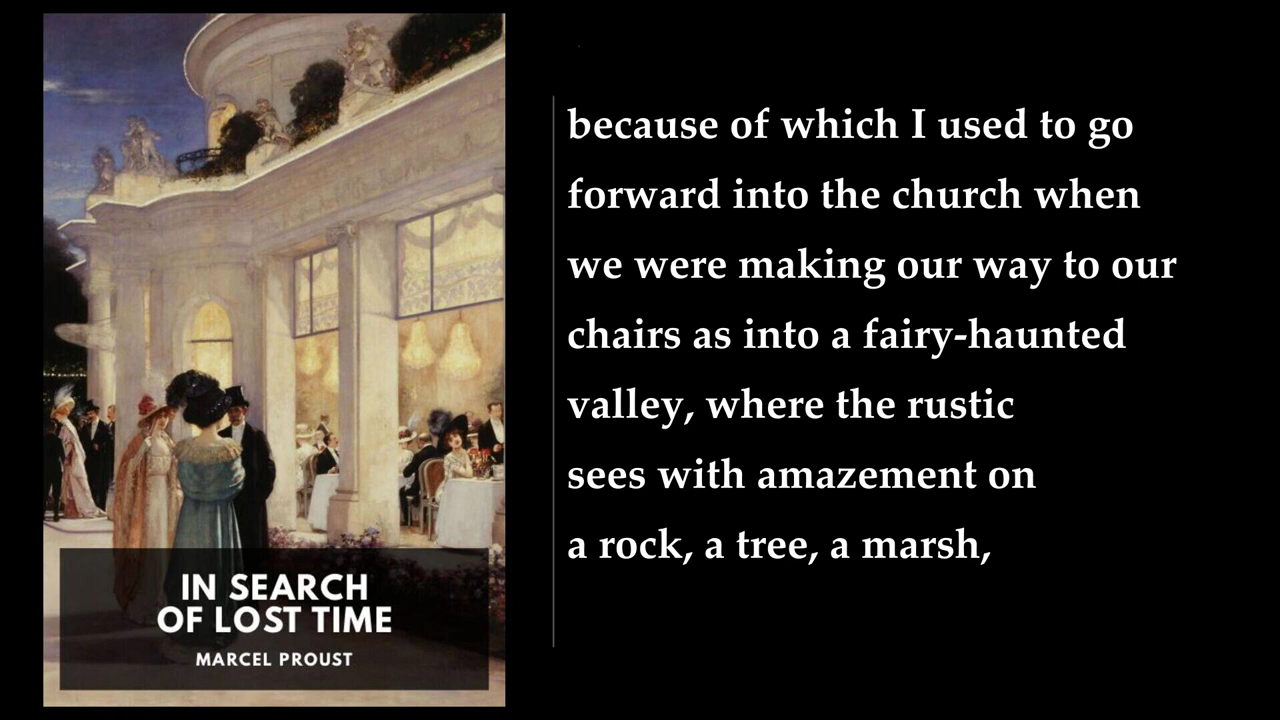 because of which I used to go
forward into the church when
we were making our way to our
chairs as into a fairy-haunted
valley, where the rustic
sees with amazement on
a rock, a tree, a marsh,
IN SEARCH
OF LOST TIME
MARCEL PROUST